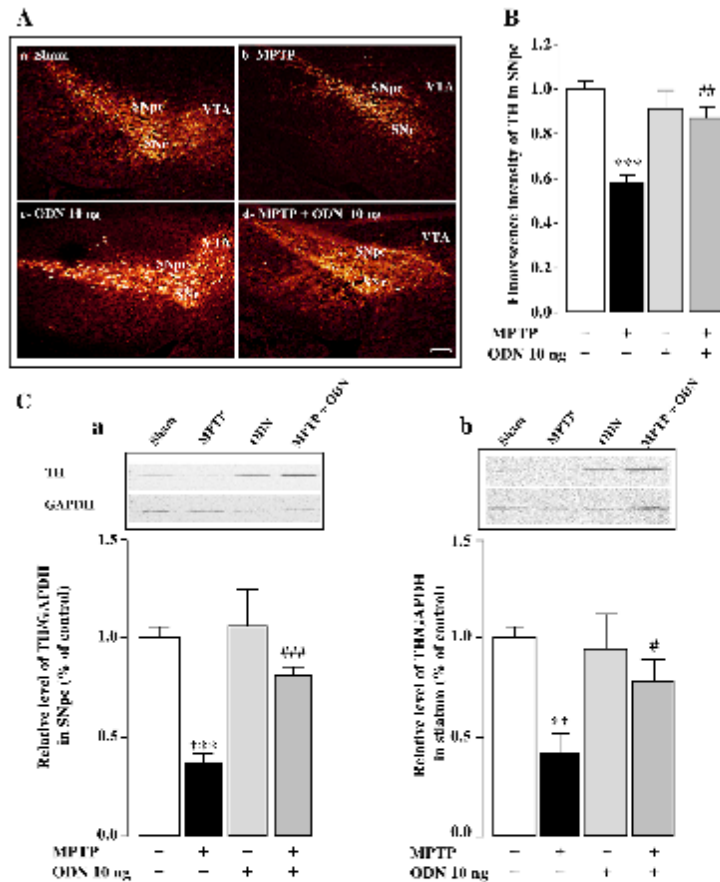 A
a- Sham
b- MPTP
SNpc
VTA
SNr
SNpc
VTA
SNr
c- ODN 10 ng
d- MPTP + ODN 10 ng
VTA
SNpc
SNr
SNpc
VTA
SNr
B
Fluorescence intensity of TH in SNpc
1.2
1.0
0.8
0.6
0.4
0.2
0.0
***
##
MPTP - + - +
ODN 10 ng - - + +
C
a
Sham MPTP ODN MPTP + ODN
TH
GAPDH
Relative level of TH/GAPDH
in SNpc (% of control)
1.5
1.0
0.5
0.0
***
###
MPTP - + - +
ODN 10 ng - - + +
b
Sham MPTP ODN MPTP + ODN
Relative level of TH/GAPDH
in stiatum (% of control)
1.5
1.0
0.5
0.0
**
#
MPTP - + - +
ODN 10 ng - - + +